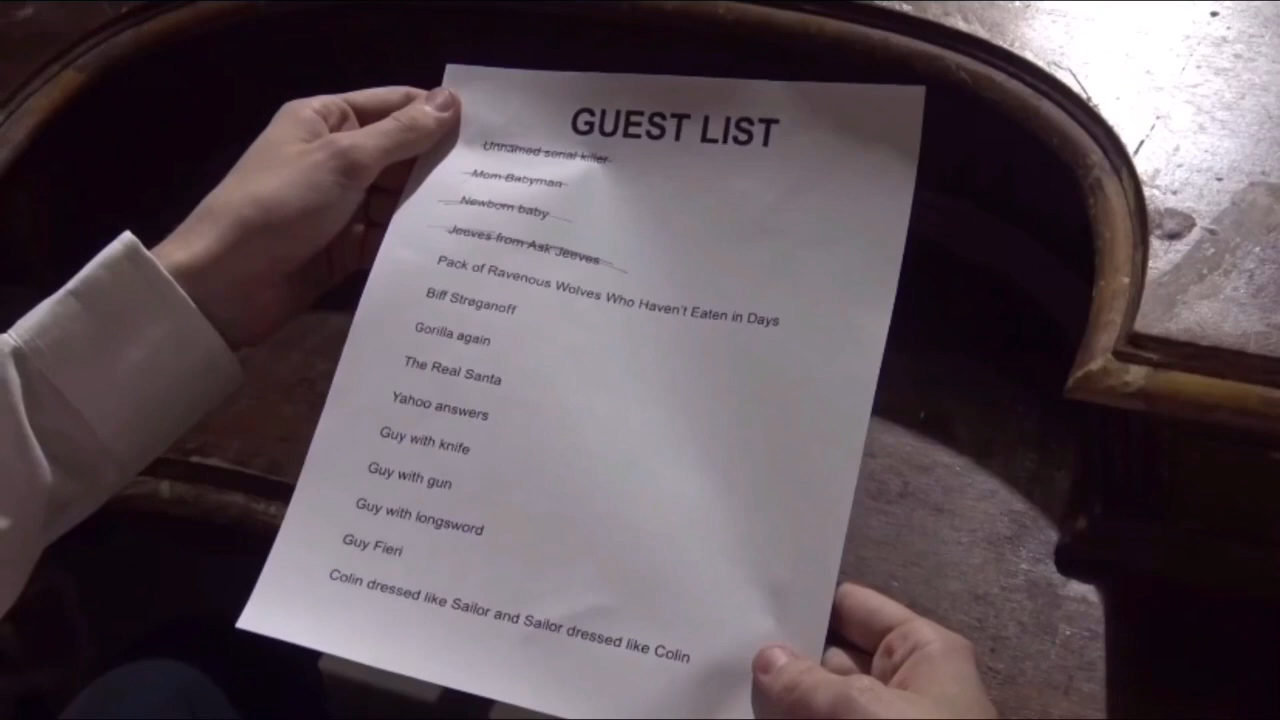 GUEST LIST
Unnamed serial killer
Mom Babyman
Newborn baby
Jeeves from Ask Jeeves
Pack of Ravenous Wolves Who Haven't Eaten in Days
Biff Strøganoff
Gorilla again
The Real Santa
Yahoo answers
Guy with knife
Guy with gun
Guy with longsword
Guy Fieri
Colin dressed like Sailor and Sailor dressed like Colin